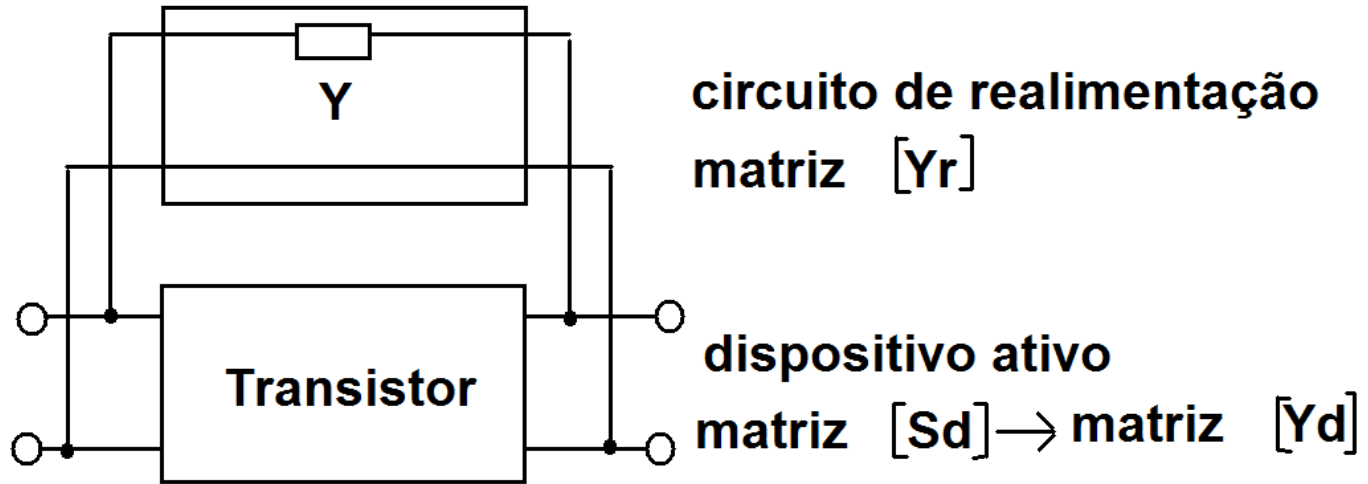 Y
circuito de realimentação
matriz [Yr]
Transistor
dispositivo ativo
matriz [Sd]→ matriz [Yd]